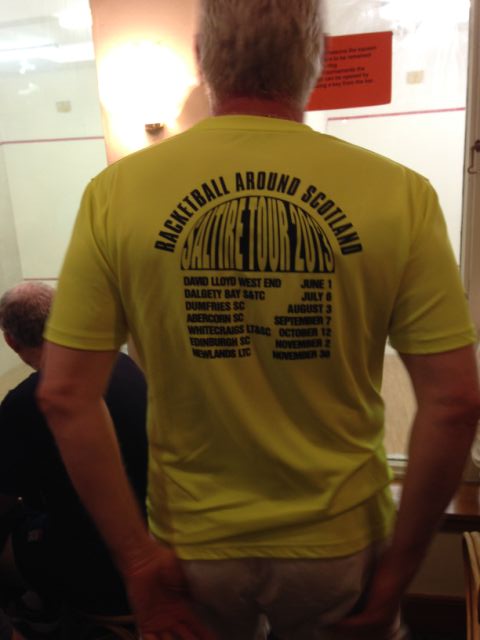 RACKETBALL AROUND SCOTLAND
SALTIRE TOUR 2013
DAVID LLOYD WEST END JUNE 1
DALGETY BAY S&TC JULY 6
DUMFRIES SC AUGUST 3
ABERCORN SC SEPTEMBER 7
WHITECRAIGS LT&SC OCTOBER 12
EDINBURGH SC NOVEMBER 2
NEWLANDS LTC NOVEMBER 30